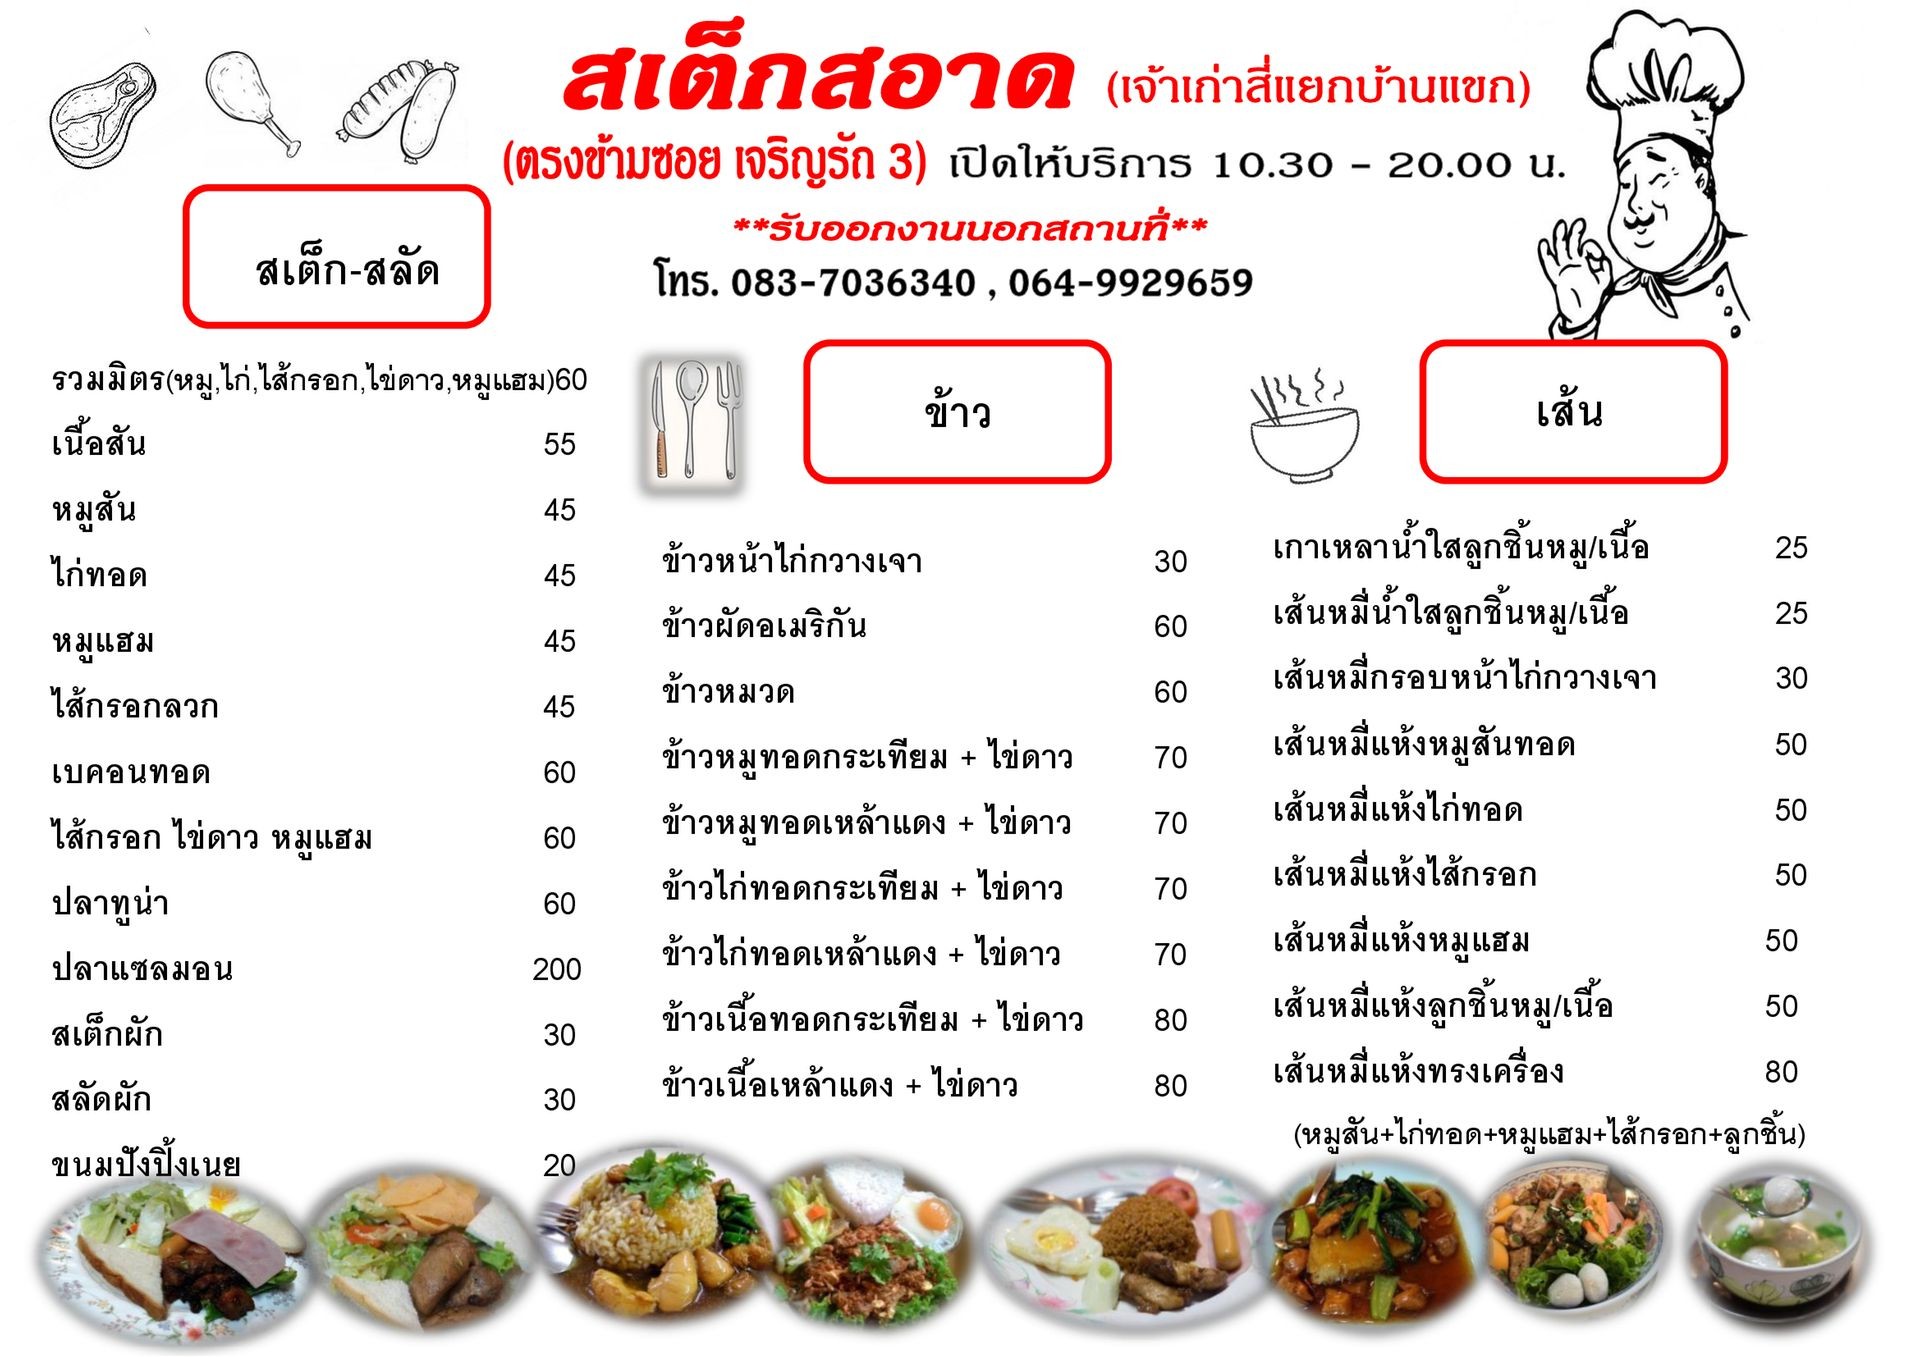 สเต็กสอาด (เจ้าเก่าสี่แยกบ้านแขก)
(ตรงข้ามซอย เจริญรัก 3) เปิดให้บริการ 10.30 - 20.00 น.
**รับออกงานนอกสถานที่**
โทร. 083-7036340 , 064-9929659
สเต็ก-สลัด
รวมมิตร(หมู,ไก่,ไส้กรอก,ไข่ดาว,หมูแฮม)60
เนื้อสัน 55
หมูสัน 45
ไก่ทอด 45
หมูแฮม 45
ไส้กรอกลวก 45
เบคอนทอด 60
ไส้กรอก ไข่ดาว หมูแฮม 60
ปลาทูน่า 60
ปลาแซลมอน 200
สเต็กผัก 30
สลัดผัก 30
ขนมปังปิ้งเนย 20
ข้าว
ข้าวหน้าไก่กวางเจา 30
ข้าวผัดอเมริกัน 60
ข้าวหมวด 60
ข้าวหมูทอดกระเทียม + ไข่ดาว 70
ข้าวหมูทอดเหล้าแดง + ไข่ดาว 70
ข้าวไก่ทอดกระเทียม + ไข่ดาว 70
ข้าวไก่ทอดเหล้าแดง + ไข่ดาว 70
ข้าวเนื้อทอดกระเทียม + ไข่ดาว 80
ข้าวเนื้อเหล้าแดง + ไข่ดาว 80
เส้น
เกาเหลาน้ำใสลูกชิ้นหมู/เนื้อ 25
เส้นหมี่น้ำใสลูกชิ้นหมู/เนื้อ 25
เส้นหมี่กรอบหน้าไก่กวางเจา 30
เส้นหมี่แห้งหมูสันทอด 50
เส้นหมี่แห้งไก่ทอด 50
เส้นหมี่แห้งไส้กรอก 50
เส้นหมี่แห้งหมูแฮม 50
เส้นหมี่แห้งลูกชิ้นหมู/เนื้อ 50
เส้นหมี่แห้งทรงเครื่อง 80
(หมูสัน+ไก่ทอด+หมูแฮม+ไส้กรอก+ลูกชิ้น)